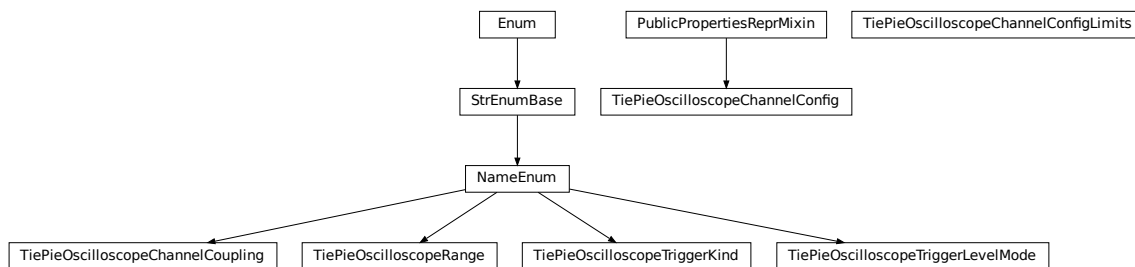 Enum
PublicPropertiesReprMixin
TiePieOscilloscopeChannelConfigLimits
StrEnumBase
TiePieOscilloscopeChannelConfig
NameEnum
TiePieOscilloscopeChannelCoupling
TiePieOscilloscopeRange
TiePieOscilloscopeTriggerKind
TiePieOscilloscopeTriggerLevelMode